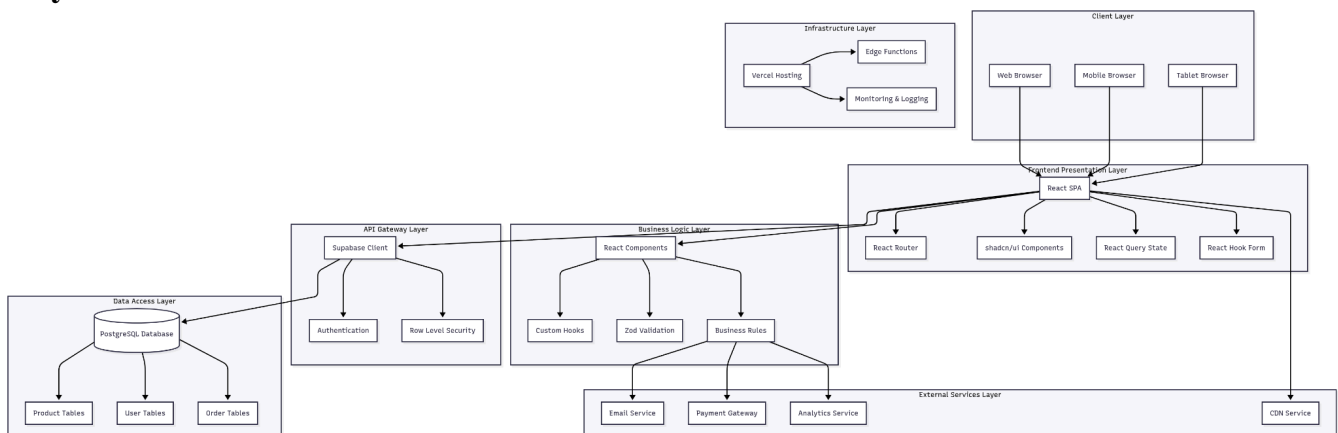 Client Layer
Infrastructure Layer
Edge Functions
Vercel Hosting
Web Browser
Mobile Browser
Tablet Browser
Monitoring & Logging
Frontend Presentation Layer
React SPA
API Gateway Layer
Business Logic Layer
Supabase Client
React Components
React Router
shadcn/ui Components
React Query State
React Hook Form
Data Access Layer
PostgreSQL Database
Authentication
Row Level Security
Custom Hooks
Zod Validation
Business Rules
External Services Layer
Product Tables
User Tables
Order Tables
Email Service
Payment Gateway
Analytics Service
CDN Service